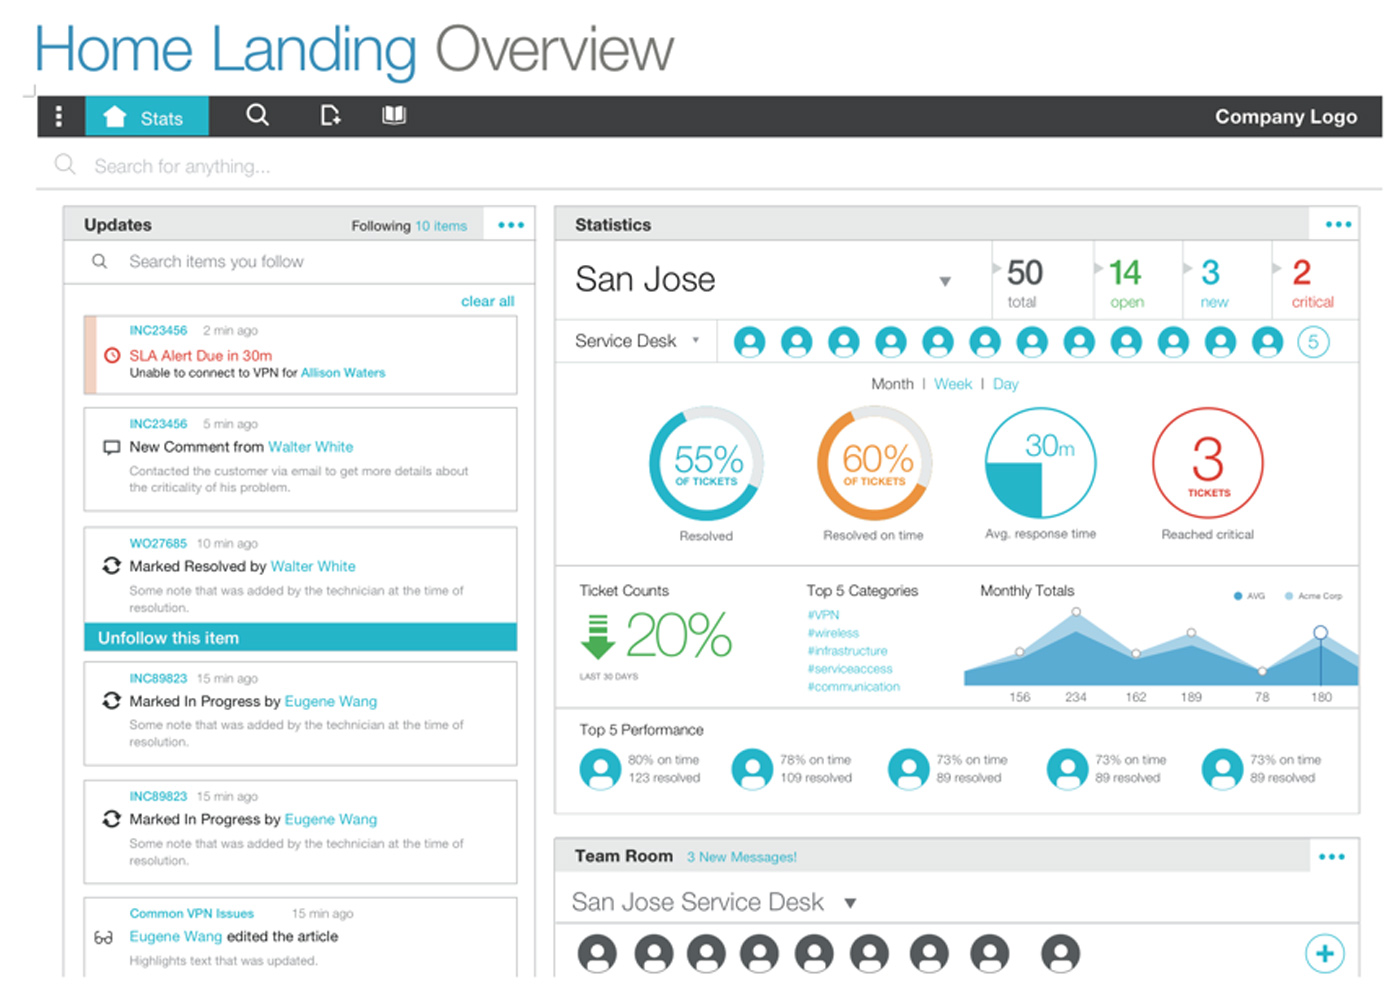 Home Landing Overview
Stats
Company Logo
Search for anything...
Updates
Following 10 items
Search items you follow
clear all
INC23456 2 min ago
SLA Alert Due in 30m
Unable to connect to VPN for Allison Waters
INC23456 5 min ago
New Comment from Walter White
Contacted the customer via email to get more details about
the criticality of his problem.
WO27685 10 min ago
Marked Resolved by Walter White
Some note that was added by the technician at the time of
resolution.
Unfollow this item
INC89823 15 min ago
Marked In Progress by Eugene Wang
Some note that was added by the technician at the time of
resolution.
INC89823 15 min ago
Marked In Progress by Eugene Wang
Some note that was added by the technician at the time of
resolution.
Common VPN Issues 15 min ago
Eugene Wang edited the article
Highlights text that was updated.
Statistics
San Jose
50
total
14
open
3
new
2
critical
Service Desk
5
Month | Week | Day
55%
OF TICKETS
Resolved
60%
OF TICKETS
Resolved on time
30m
Avg. response time
3
TICKETS
Reached critical
Ticket Counts
20%
LAST 30 DAYS
Top 5 Categories
#VPN
#wireless
#infrastructure
#serviceaccess
#communication
Monthly Totals
AVG Acme Corp
156 234 162 189 78 180
Top 5 Performance
80% on time
123 resolved
78% on time
109 resolved
73% on time
89 resolved
73% on time
89 resolved
73% on time
89 resolved
Team Room 3 New Messages!
San Jose Service Desk